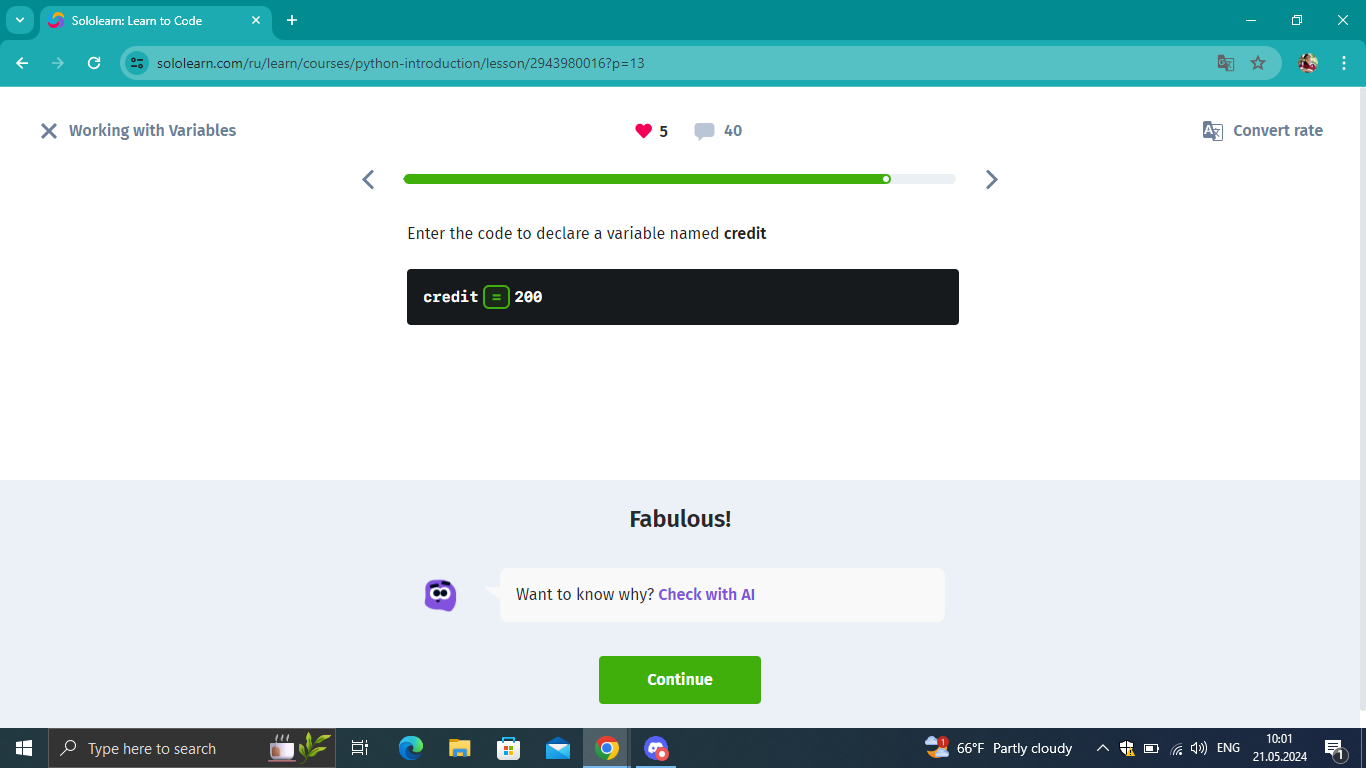 Sololearn: Learn to Code
sololearn.com/ru/learn/courses/python-introduction/lesson/2943980016?p=13
Working with Variables
5
40
Convert rate
Enter the code to declare a variable named credit
credit = 200
Fabulous!
Want to know why? Check with AI
Continue
Type here to search
1
66°F Partly cloudy
ENG
10:01
21.05.2024
1